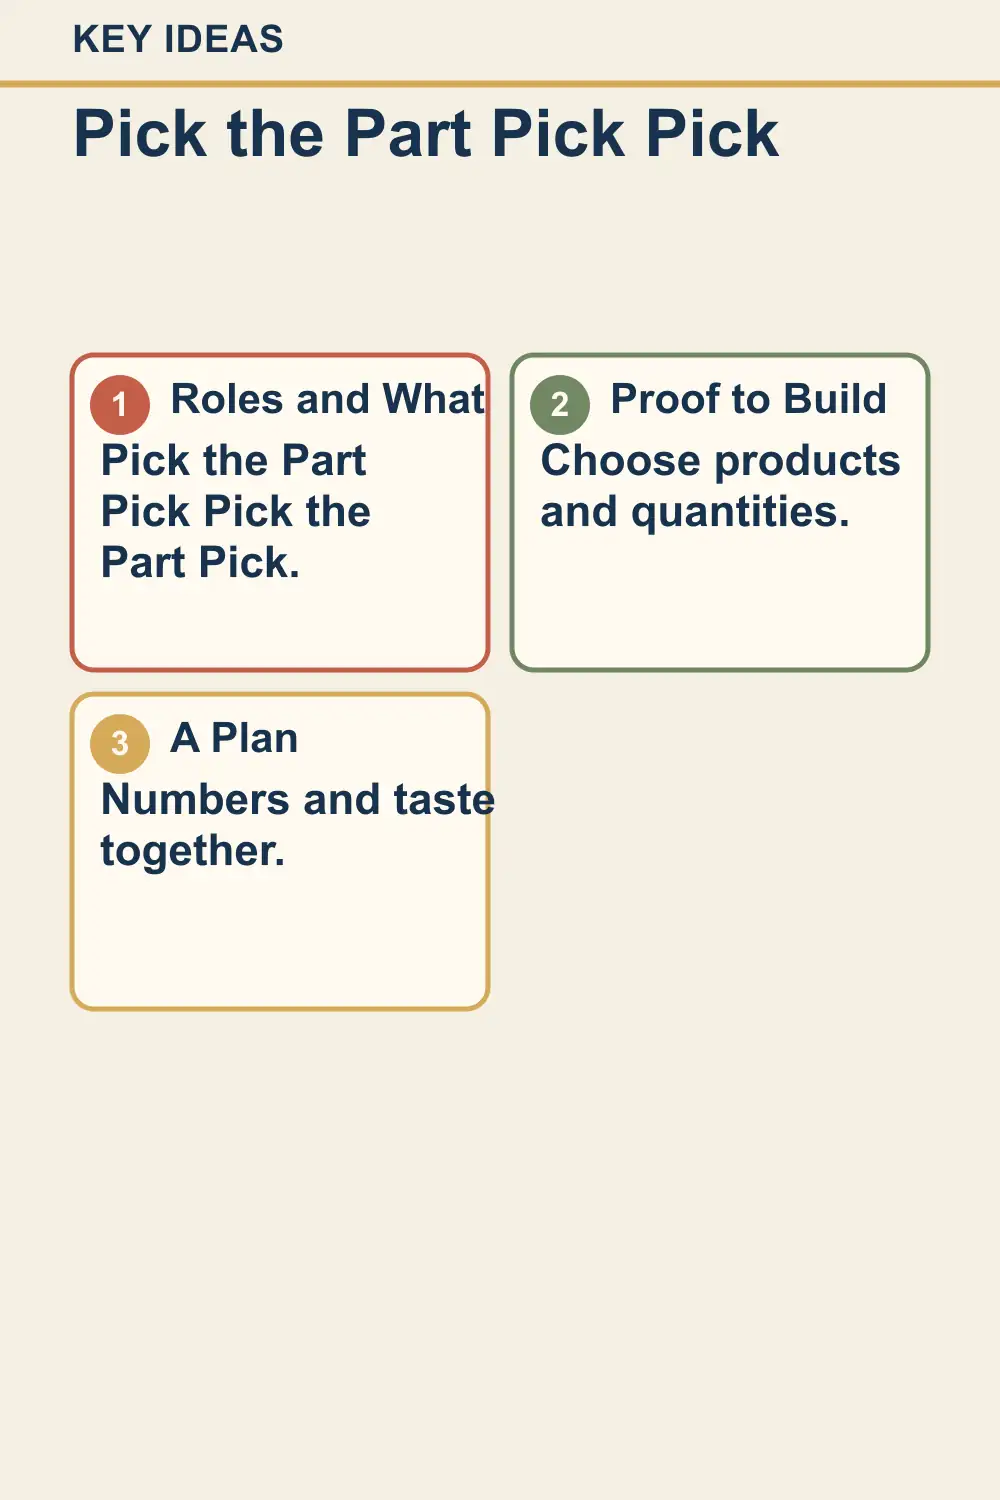 KEY IDEAS
Pick the Part Pick Pick
1
Roles and What
Pick the Part
Pick Pick the
Part Pick.
2
Proof to Build
Choose products
and quantities.
3
A Plan
Numbers and taste
together.